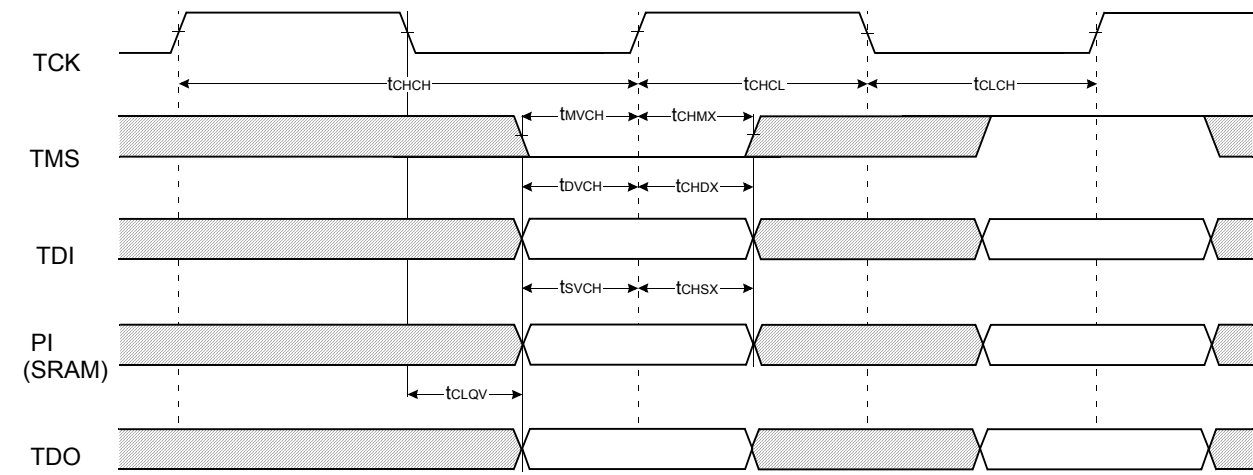 TCK
tCHCH tCHCL tCLCH
tMVCH tCHMX
TMS
tDVCH tCHDX
TDI
tSVCH tCHSX
PI
(SRAM)
tCLQV
TDO